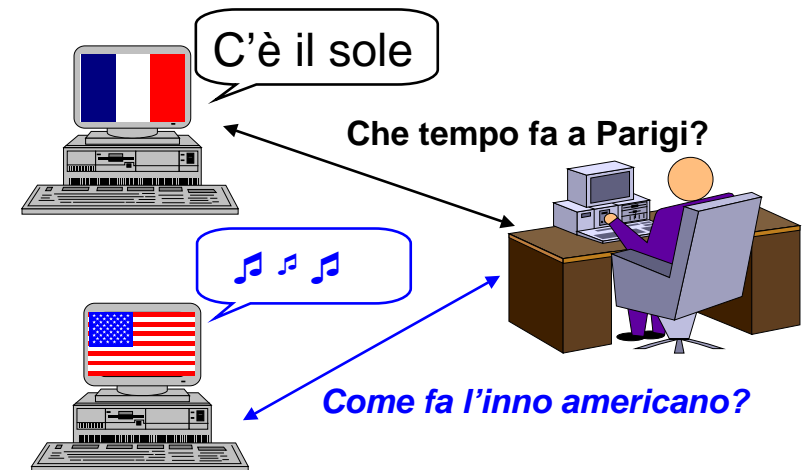 C’è il sole
Che tempo fa a Parigi?
♫ ♫ ♫
Come fa l’inno americano?